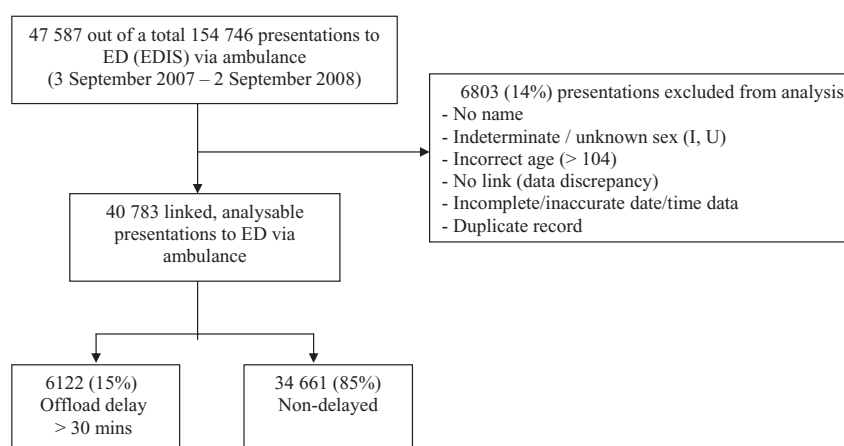 47 587 out of a total 154 746 presentations to
ED (EDIS) via ambulance
(3 September 2007 – 2 September 2008)
6803 (14%) presentations excluded from analysis
- No name
- Indeterminate / unknown sex (I, U)
- Incorrect age (> 104)
- No link (data discrepancy)
- Incomplete/inaccurate date/time data
- Duplicate record
40 783 linked, analysable
presentations to ED via
ambulance
6122 (15%)
Offload delay
> 30 mins
34 661 (85%)
Non-delayed